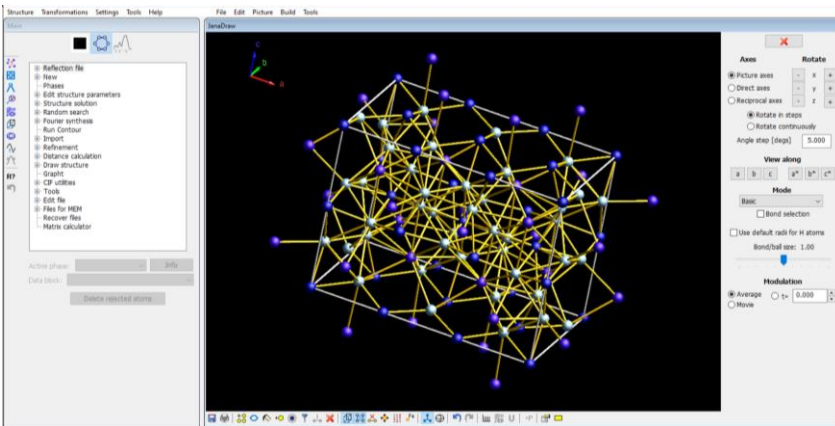 Structure Transformations Settings Tools Help
File Edit Picture Build Tools
JanaDraw
Reflection file
New
Phases
Edit structure parameters
Structure solution
Random search
Fourier synthesis
Run Contour
Import
Refinement
Distance calculation
Draw structure
Grapht
CIF utilities
Tools
Edit file
Files for MEM
Recover files
Matrix calculator
R?
Active phase: Info
Data block:
Delete rejected atoms
c
b
a
Axes Rotate
Picture axes - x +
Direct axes - y +
Reciprocal axes - z +
Rotate in steps
Rotate continuously
Angle step [degs] 5.000
View along
a b c a* b* c*
Mode
Basic
Bond selection
Use default radii for H atoms
Bond/ball size: 1.00
Modulation
Average t= 0.000
Movie